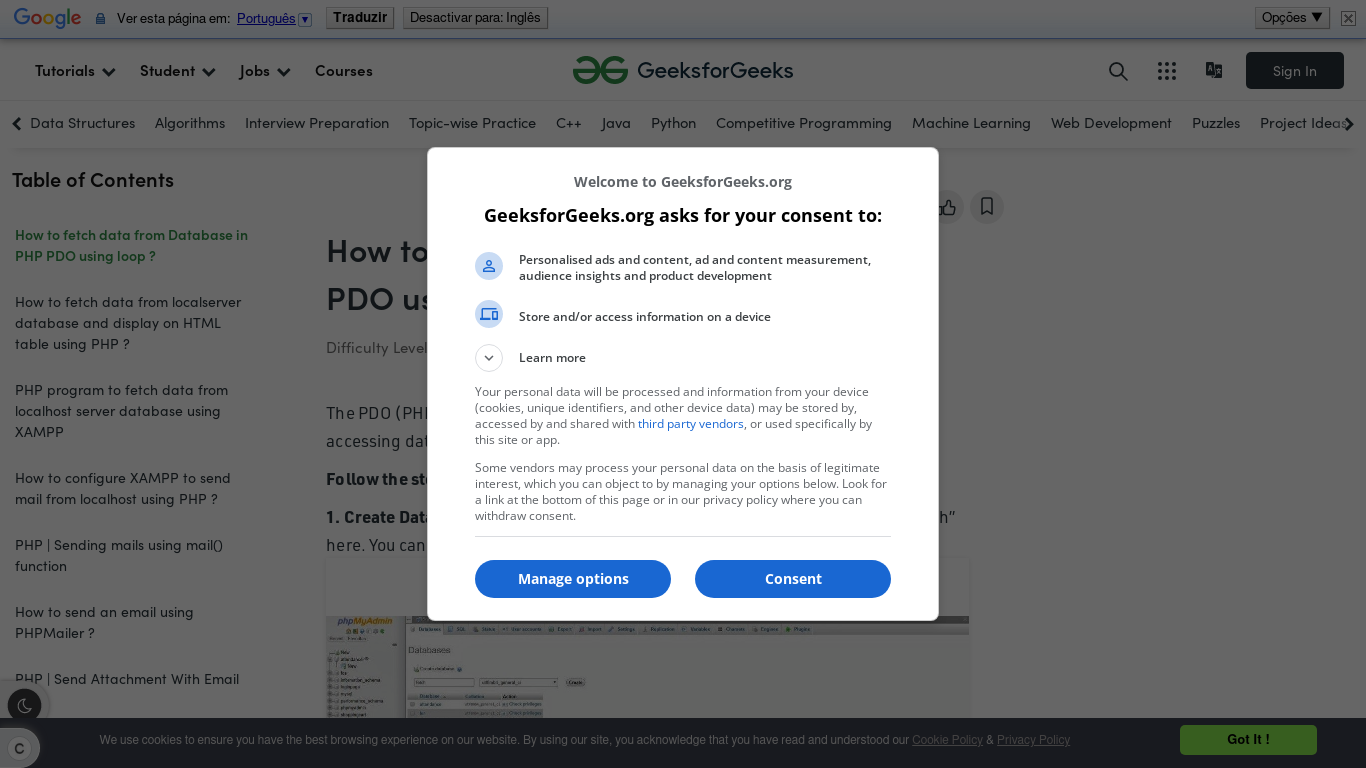 Google Ver esta página em: Português Traduzir Desactivar para: Inglês Opções ▼
Tutorials Student Jobs Courses GeeksforGeeks Sign In
Data Structures Algorithms Interview Preparation Topic-wise Practice C++ Java Python Competitive Programming Machine Learning Web Development Puzzles Project Ideas
Table of Contents
How to fetch data from Database in
PHP PDO using loop ?
How to fetch data from localserver
database and display on HTML
table using PHP ?
PHP program to fetch data from
localhost server database using
XAMPP
How to configure XAMPP to send
mail from localhost using PHP ?
PHP | Sending mails using mail()
function
How to send an email using
PHPMailer ?
PHP | Send Attachment With Email
How to
PDO us
Difficulty Level
The PDO (PH
accessing dat
Follow the ste
1. Create Data
h”
here. You can
Welcome to GeeksforGeeks.org
GeeksforGeeks.org asks for your consent to:
Personalised ads and content, ad and content measurement,
audience insights and product development
Store and/or access information on a device
Learn more
Your personal data will be processed and information from your device
(cookies, unique identifiers, and other device data) may be stored by,
accessed by and shared with third party vendors, or used specifically by
this site or app.
Some vendors may process your personal data on the basis of legitimate
interest, which you can object to by managing your options below. Look for
a link at the bottom of this page or in our privacy policy where you can
withdraw consent.
Manage options Consent
phpMyAdmin
Databases
We use cookies to ensure you have the best browsing experience on our website. By using our site, you acknowledge that you have read and understood our Cookie Policy & Privacy Policy
Got It !
C